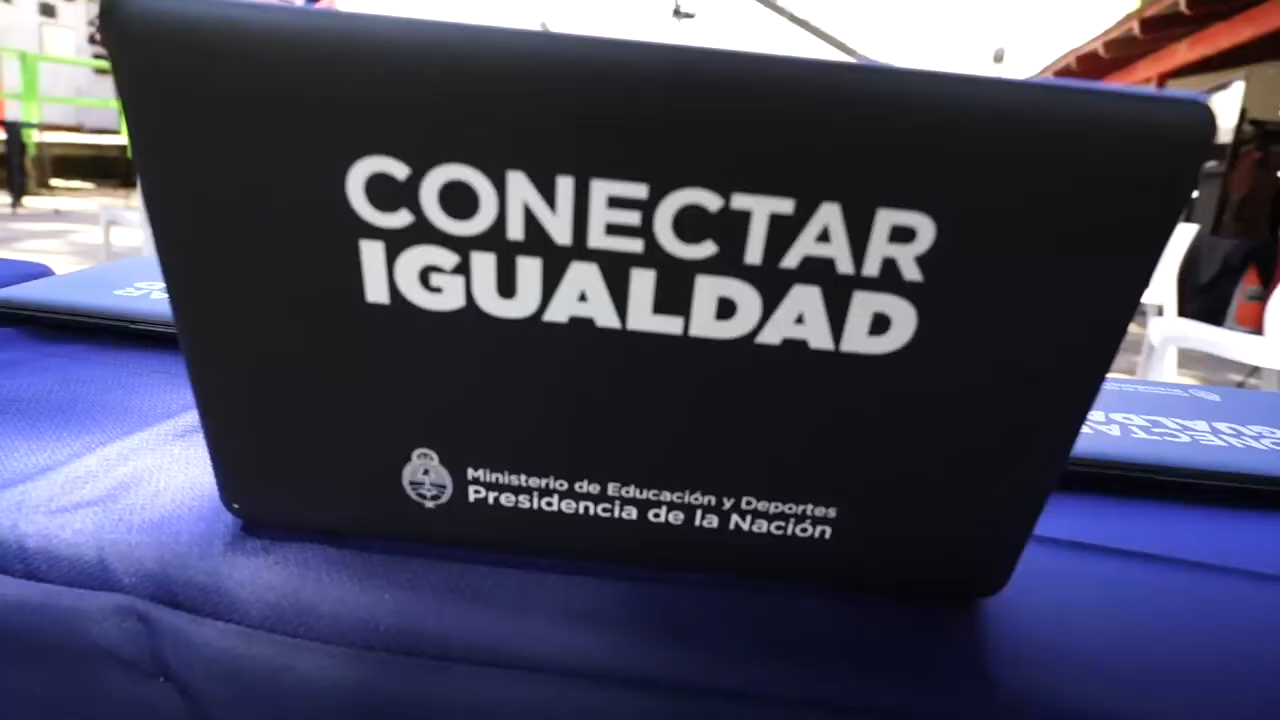 CONECTAR
IGUALDAD
Ministerio de Educación y Deportes
Presidencia de la Nación